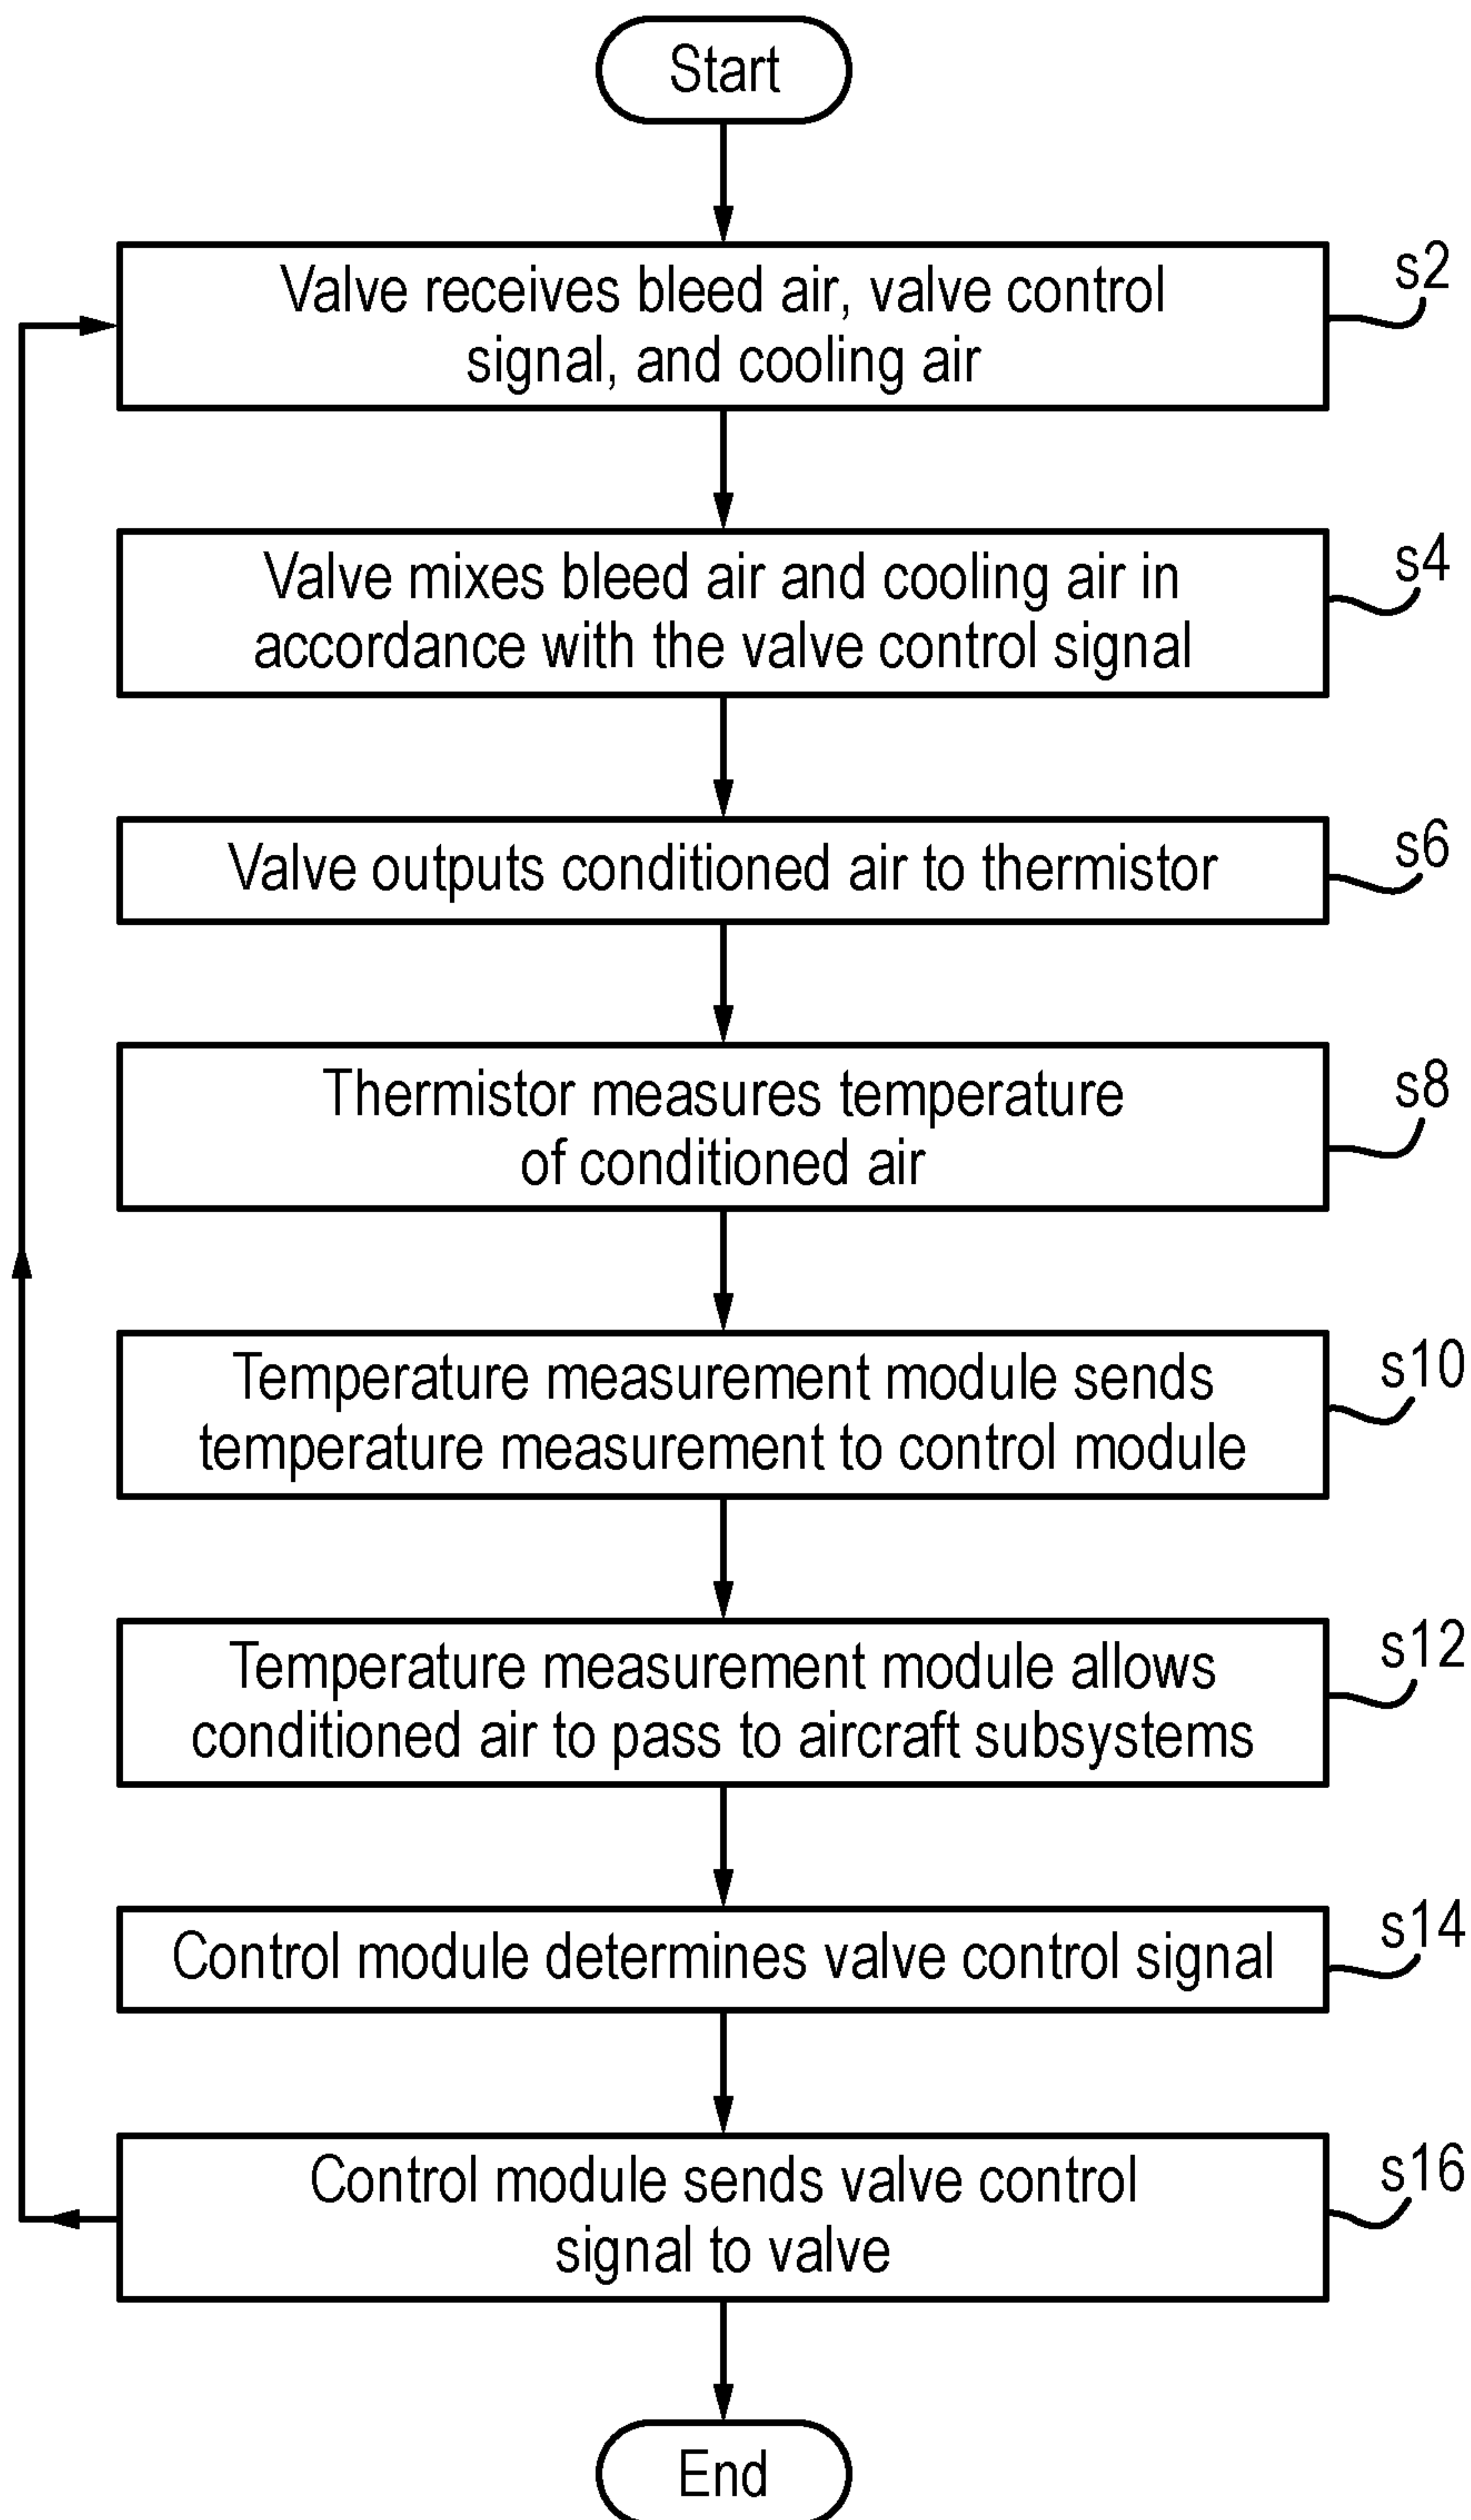 Start
Valve receives bleed air, valve control
signal, and cooling air
s2
Valve mixes bleed air and cooling air in
accordance with the valve control signal
s4
Valve outputs conditioned air to thermistor
s6
Thermistor measures temperature
of conditioned air
s8
Temperature measurement module sends
temperature measurement to control module
s10
Temperature measurement module allows
conditioned air to pass to aircraft subsystems
s12
Control module determines valve control signal
s14
Control module sends valve control
signal to valve
s16
End